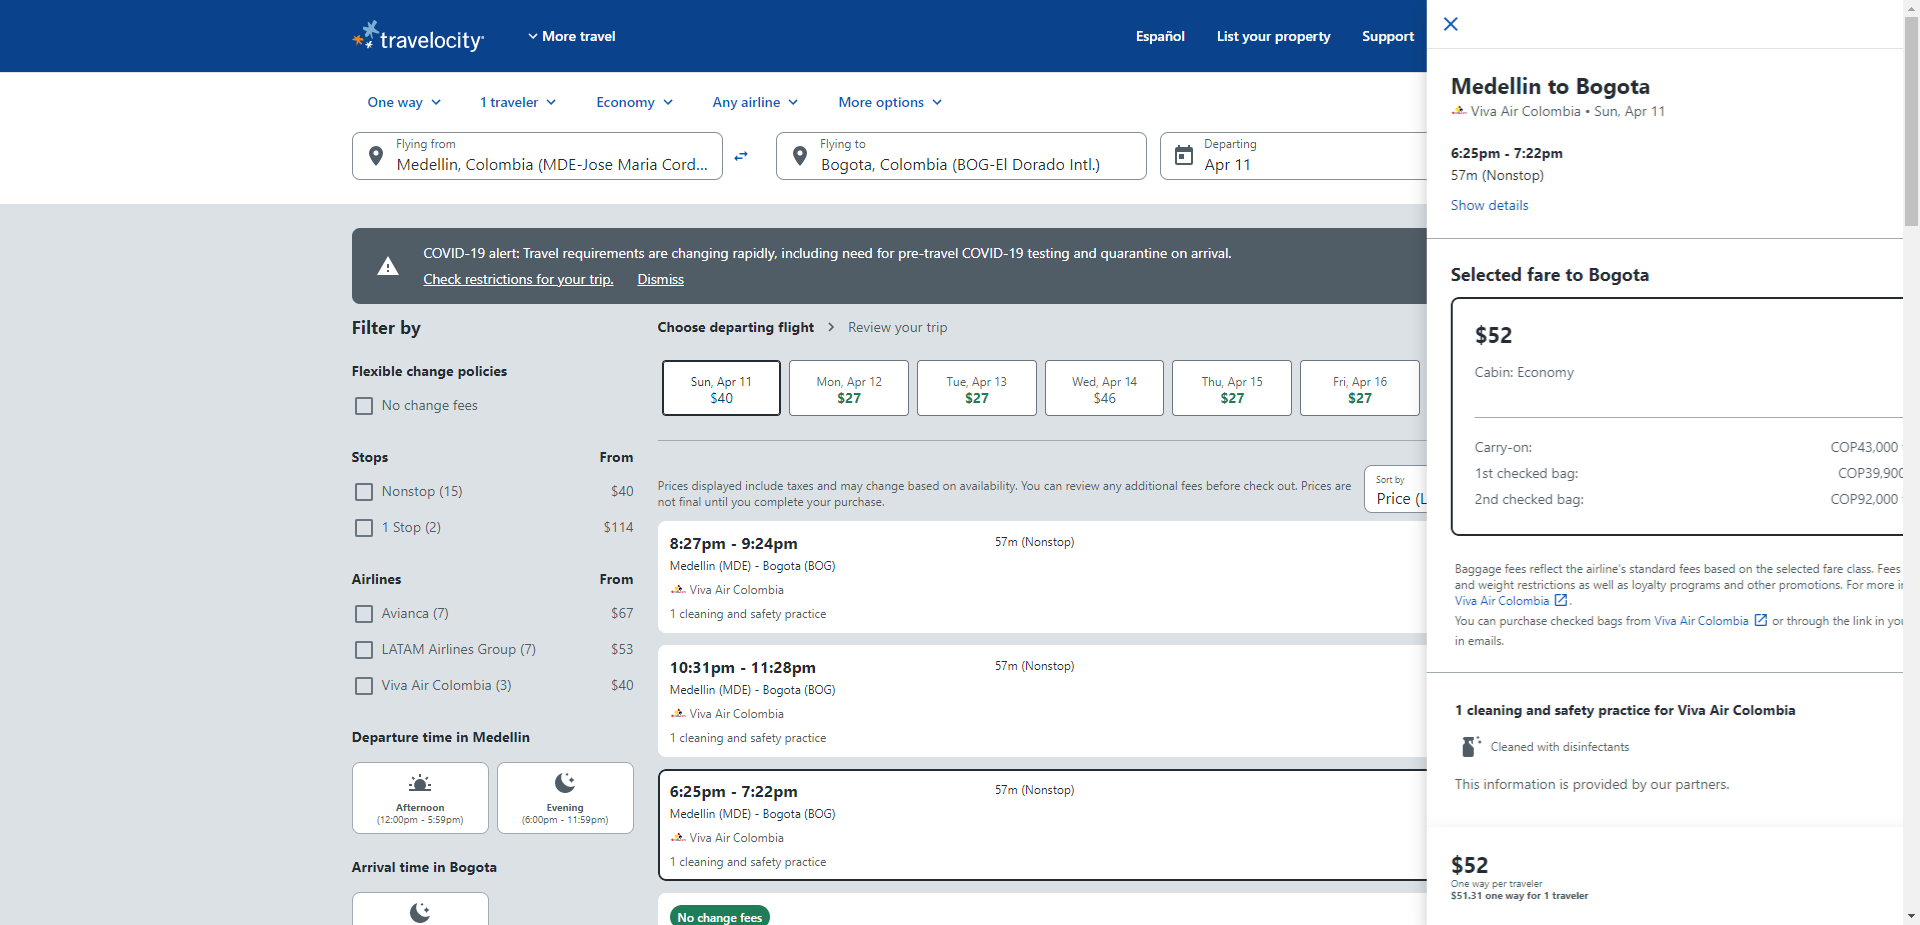 travelocity
More travel
Español
List your property
Support
One way
1 traveler
Economy
Any airline
More options
Flying from
Medellin, Colombia (MDE-Jose Maria Cord...
Flying to
Bogota, Colombia (BOG-El Dorado Intl.)
Departing
Apr 11
COVID-19 alert: Travel requirements are changing rapidly, including need for pre-travel COVID-19 testing and quarantine on arrival.
Check restrictions for your trip.
Dismiss
Filter by
Flexible change policies
No change fees
Stops From
Nonstop (15) $40
1 Stop (2) $114
Airlines From
Avianca (7) $67
LATAM Airlines Group (7) $53
Viva Air Colombia (3) $40
Departure time in Medellin
Afternoon
(12:00pm - 5:59pm)
Evening
(6:00pm - 11:59pm)
Arrival time in Bogota
Choose departing flight
Review your trip
Sun, Apr 11
$40
Mon, Apr 12
$27
Tue, Apr 13
$27
Wed, Apr 14
$46
Thu, Apr 15
$27
Fri, Apr 16
$27
Prices displayed include taxes and may change based on availability. You can review any additional fees before check out. Prices are
not final until you complete your purchase.
Sort by
Price (L
8:27pm - 9:24pm
57m (Nonstop)
Medellin (MDE) - Bogota (BOG)
Viva Air Colombia
1 cleaning and safety practice
10:31pm - 11:28pm
57m (Nonstop)
Medellin (MDE) - Bogota (BOG)
Viva Air Colombia
1 cleaning and safety practice
6:25pm - 7:22pm
57m (Nonstop)
Medellin (MDE) - Bogota (BOG)
Viva Air Colombia
1 cleaning and safety practice
No change fees
Medellin to Bogota
Viva Air Colombia • Sun, Apr 11
6:25pm - 7:22pm
57m (Nonstop)
Show details
Selected fare to Bogota
$52
Cabin: Economy
Carry-on: COP43,000
1st checked bag: COP39,900
2nd checked bag: COP92,000
Baggage fees reflect the airline's standard fees based on the selected fare class. Fees
and weight restrictions as well as loyalty programs and other promotions. For more
Viva Air Colombia .
You can purchase checked bags from Viva Air Colombia or through the link in
in emails.
1 cleaning and safety practice for Viva Air Colombia
Cleaned with disinfectants
This information is provided by our partners.
$52
One way per traveler
$51.31 one way for 1 traveler